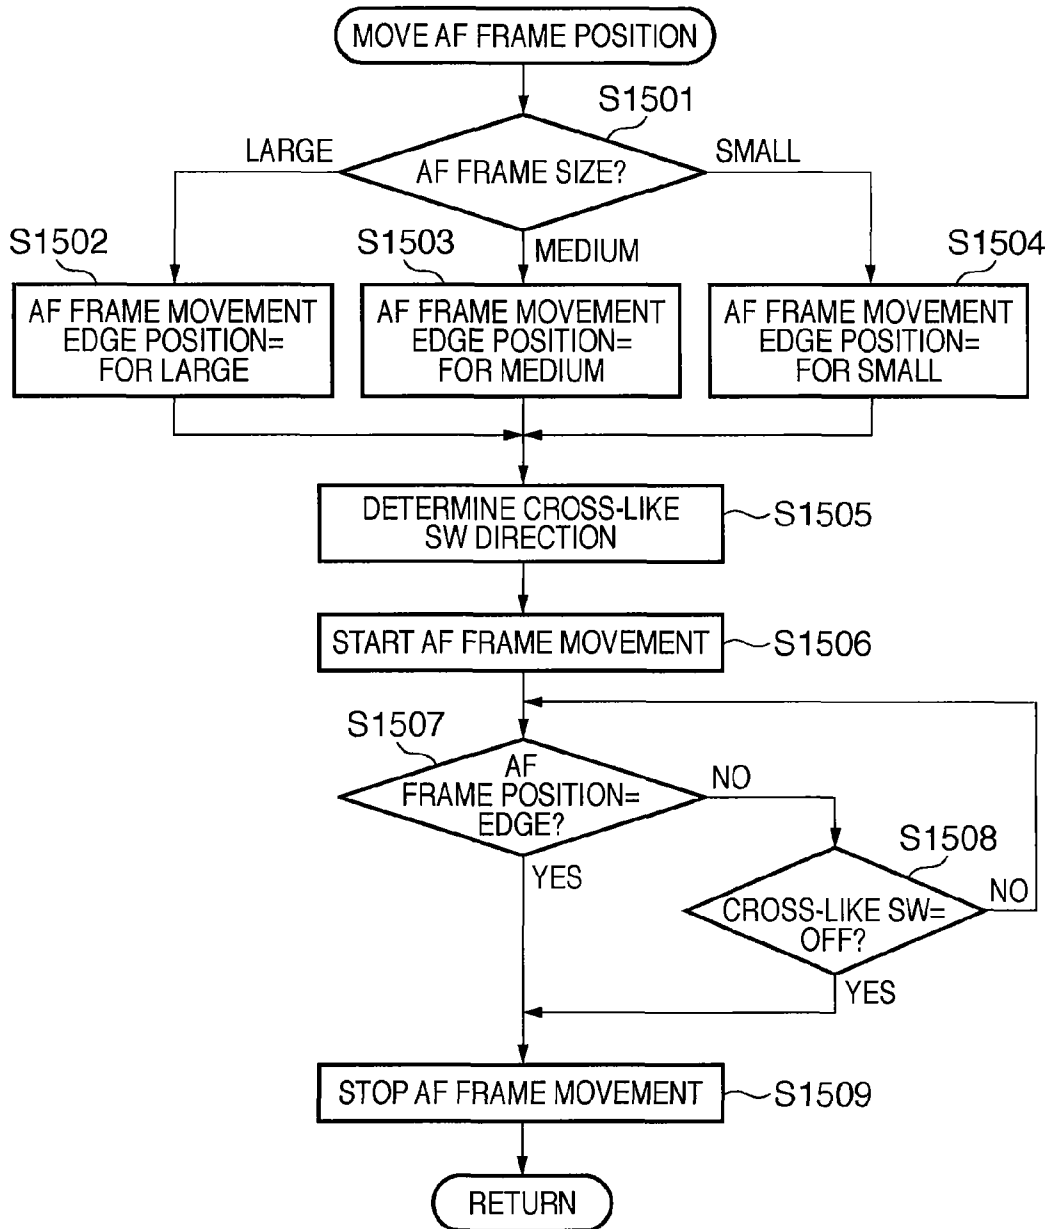 MOVE AF FRAME POSITION
S1501
LARGE
AF FRAME SIZE?
SMALL
MEDIUM
S1502
AF FRAME MOVEMENT
EDGE POSITION=
FOR LARGE
S1503
AF FRAME MOVEMENT
EDGE POSITION=
FOR MEDIUM
S1504
AF FRAME MOVEMENT
EDGE POSITION=
FOR SMALL
DETERMINE CROSS-LIKE
SW DIRECTION
S1505
START AF FRAME MOVEMENT
S1506
S1507
AF
FRAME POSITION=
EDGE?
NO
YES
S1508
CROSS-LIKE SW=
OFF?
NO
YES
STOP AF FRAME MOVEMENT
S1509
RETURN